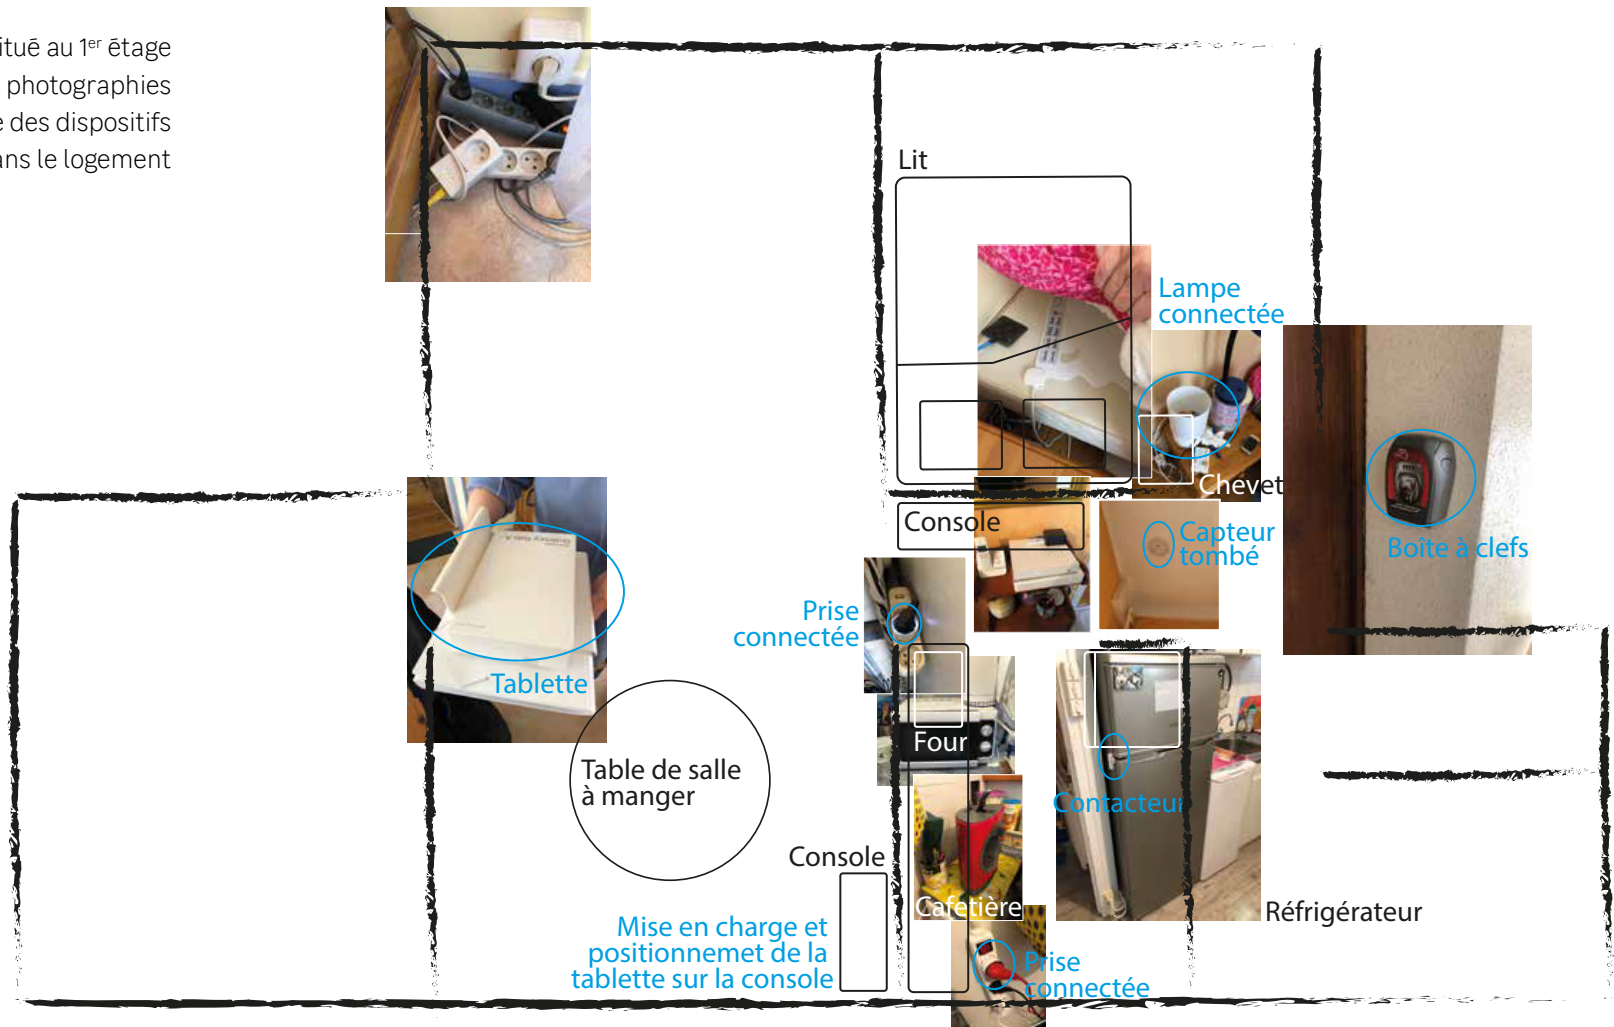 itué au 1er étage
photographies
e des dispositifs
ans le logement
Lit
Lampe
connectée
Chevet
Console
Capteur
tombé
Boîte à clefs
Prise
connectée
Tablette
Four
Table de salle
à manger
Contacteur
Console
Cafetière
Réfrigérateur
Mise en charge et
positionnemet de la
tablette sur la console
Prise
connectée